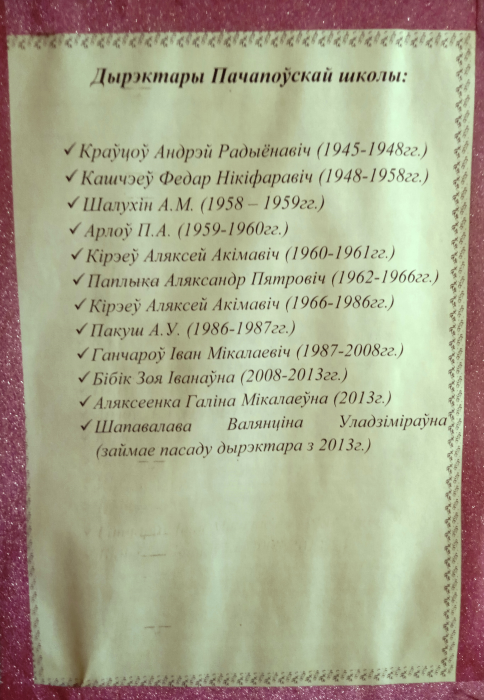 Дырэктары Пачапоўскай школы:
✓ Краўцоў Андрэй Радыёнавіч (1945-1948гг.)
✓ Кашчэеў Федар Нікіфаравіч (1948-1958гг.)
✓ Шалухін А.М. (1958 – 1959гг.)
✓ Арлоў П.А. (1959-1960гг.)
✓ Кірэеў Аляксей Акімавіч (1960-1961гг.)
✓ Паплыка Аляксандр Пятровіч (1962-1966гг.)
✓ Кірэеў Аляксей Акімавіч (1966-1986гг.)
✓ Пакуш А.У. (1986-1987гг.)
✓ Ганчароў Іван Мікалаевіч (1987-2008гг.)
✓ Бібік Зоя Іванаўна (2008-2013гг.)
✓ Аляксеенка Галіна Мікалаеўна (2013г.)
✓ Шапавалава Валянціна Уладзіміраўна
(займае пасаду дырэктара з 2013г.)